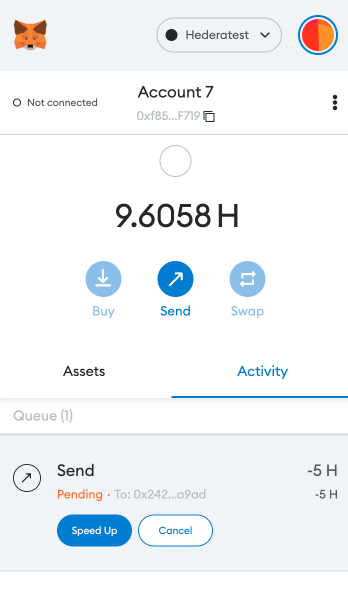 Hederatest
Not connected
Account 7
0xf85...F719
9.6058 H
Buy
Send
Swap
Assets
Activity
Queue (1)
Send
-5 H
Pending · To: 0x242...a9ad
-5 H
Speed Up
Cancel